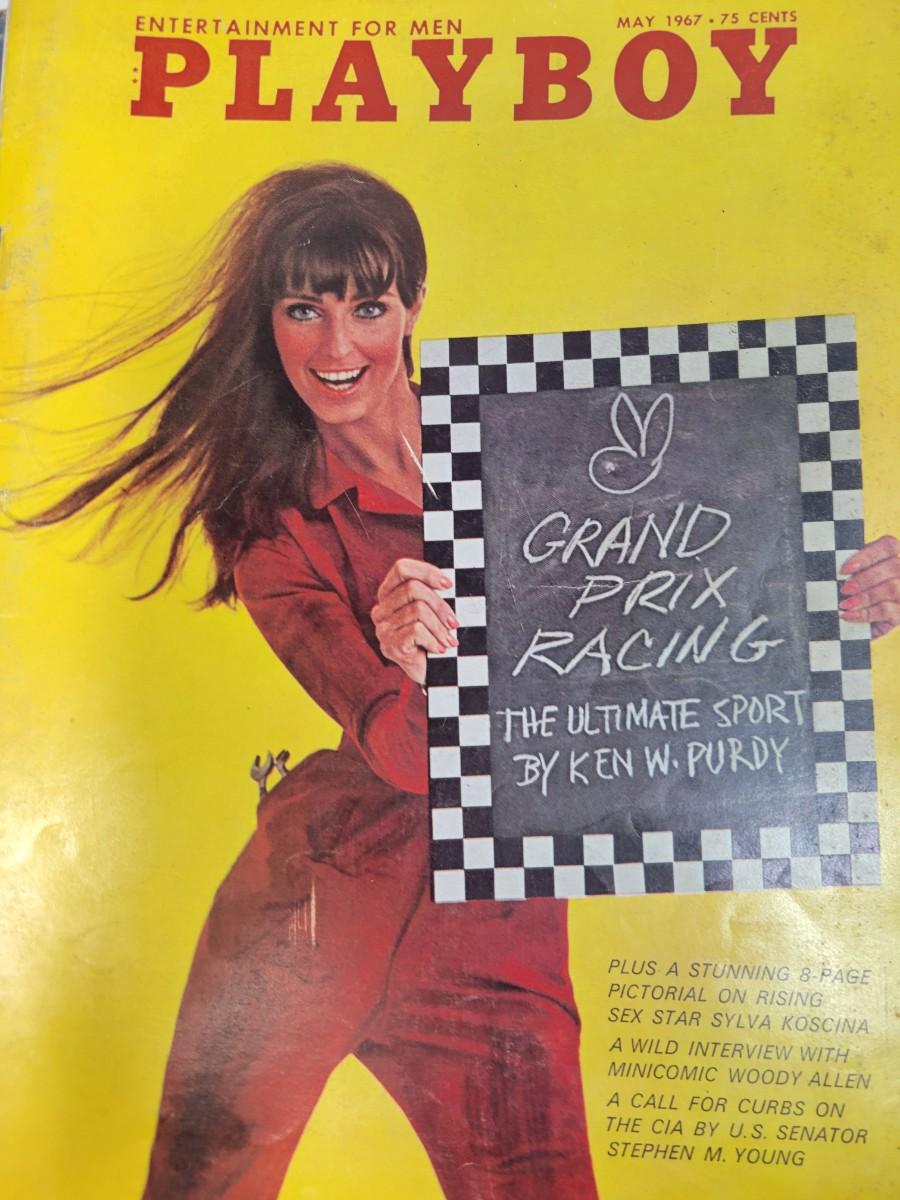 ENTERTAINMENT FOR MEN
MAY 1967 • 75 CENTS
PLAYBOY
GRAND
PRIX
RACING
THE ULTIMATE SPORT
BY KEN W. PURDY
PLUS A STUNNING 8-PAGE
PICTORIAL ON RISING
SEX STAR SYLVA KOSCINA
A WILD INTERVIEW WITH
MINICOMIC WOODY ALLEN
A CALL FOR CURBS ON
THE CIA BY U.S. SENATOR
STEPHEN M. YOUNG